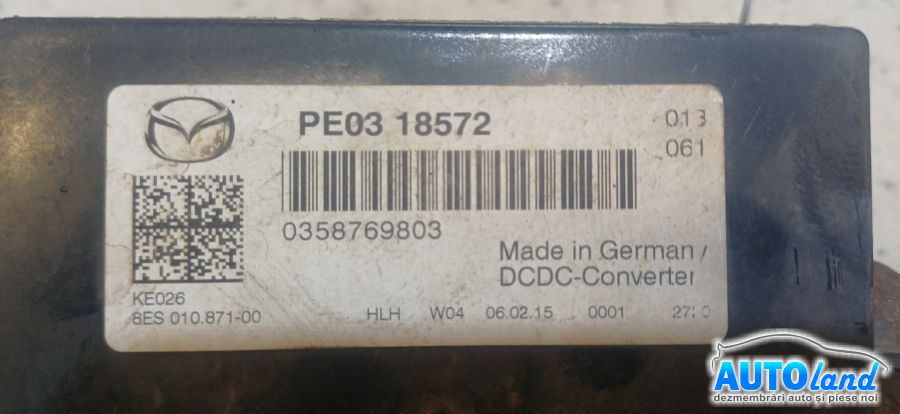 PE03 18572
013
061
0358769803
Made in German
DCDC-Converter
KE026
8ES 010.871-00
HLH W04 06.02.15 0001
AUTOland
dezmembrări auto și piese noi